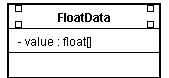 FloatData
- value : float[]